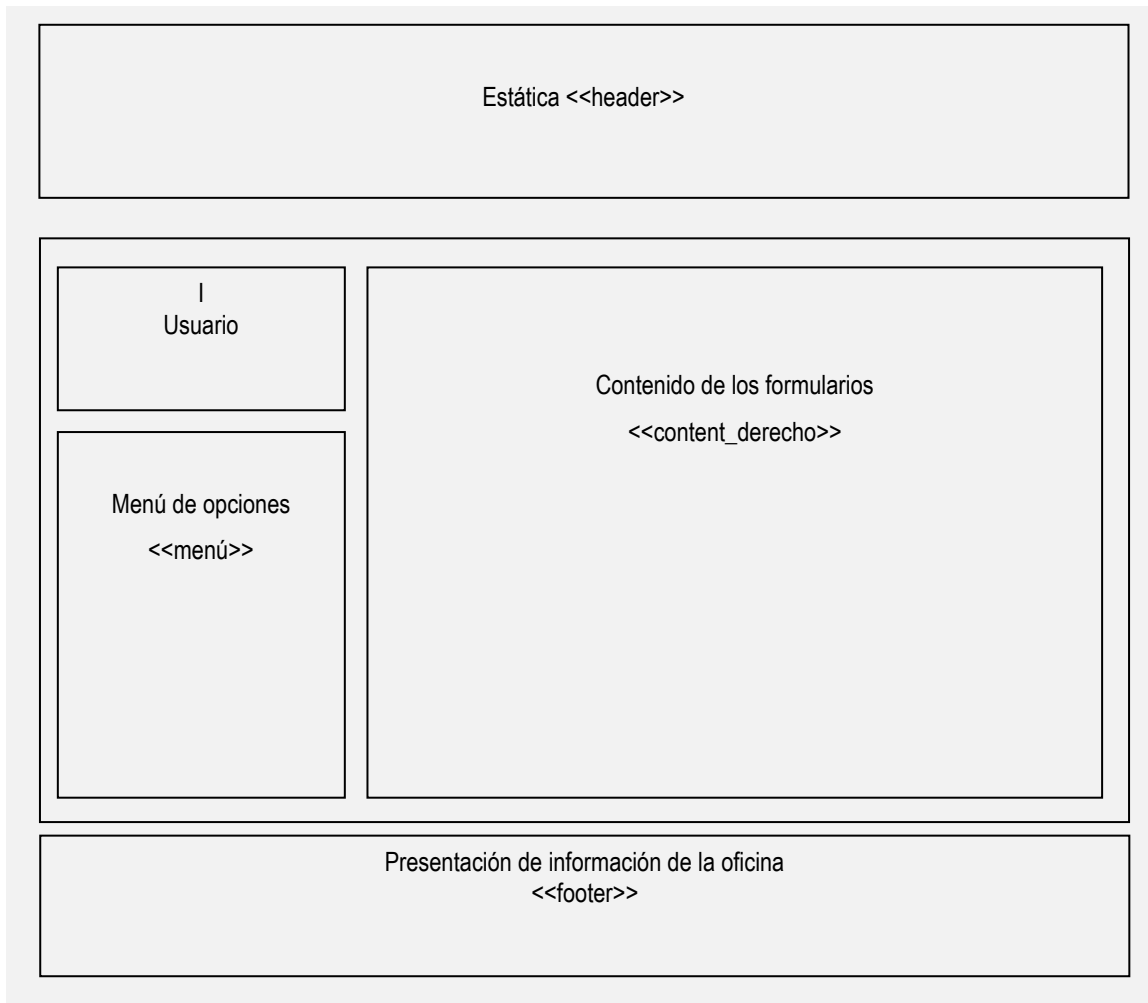 Estática <<header>>
I
Usuario
Menú de opciones
<<menú>>
Contenido de los formularios
<<content_derecho>>
Presentación de información de la oficina
<<footer>>